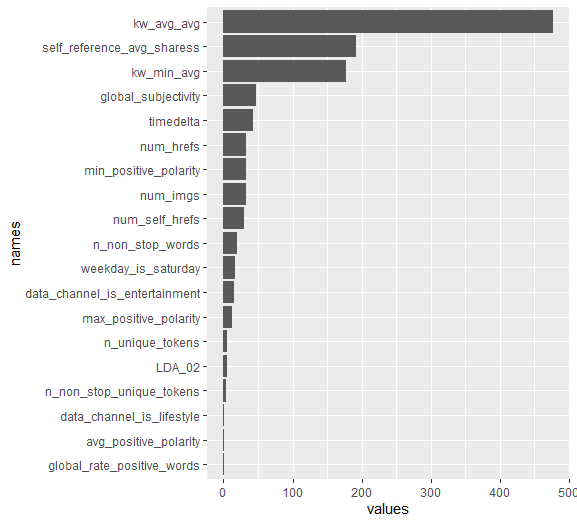 kw_avg_avg
self_reference_avg_sharess
kw_min_avg
global_subjectivity
timedelta
num_hrefs
min_positive_polarity
num_imgs
num_self_hrefs
n_non_stop_words
weekday_is_saturday
data_channel_is_entertainment
max_positive_polarity
n_unique_tokens
LDA_02
n_non_stop_unique_tokens
data_channel_is_lifestyle
avg_positive_polarity
global_rate_positive_words
names
0 100 200 300 400 500
values